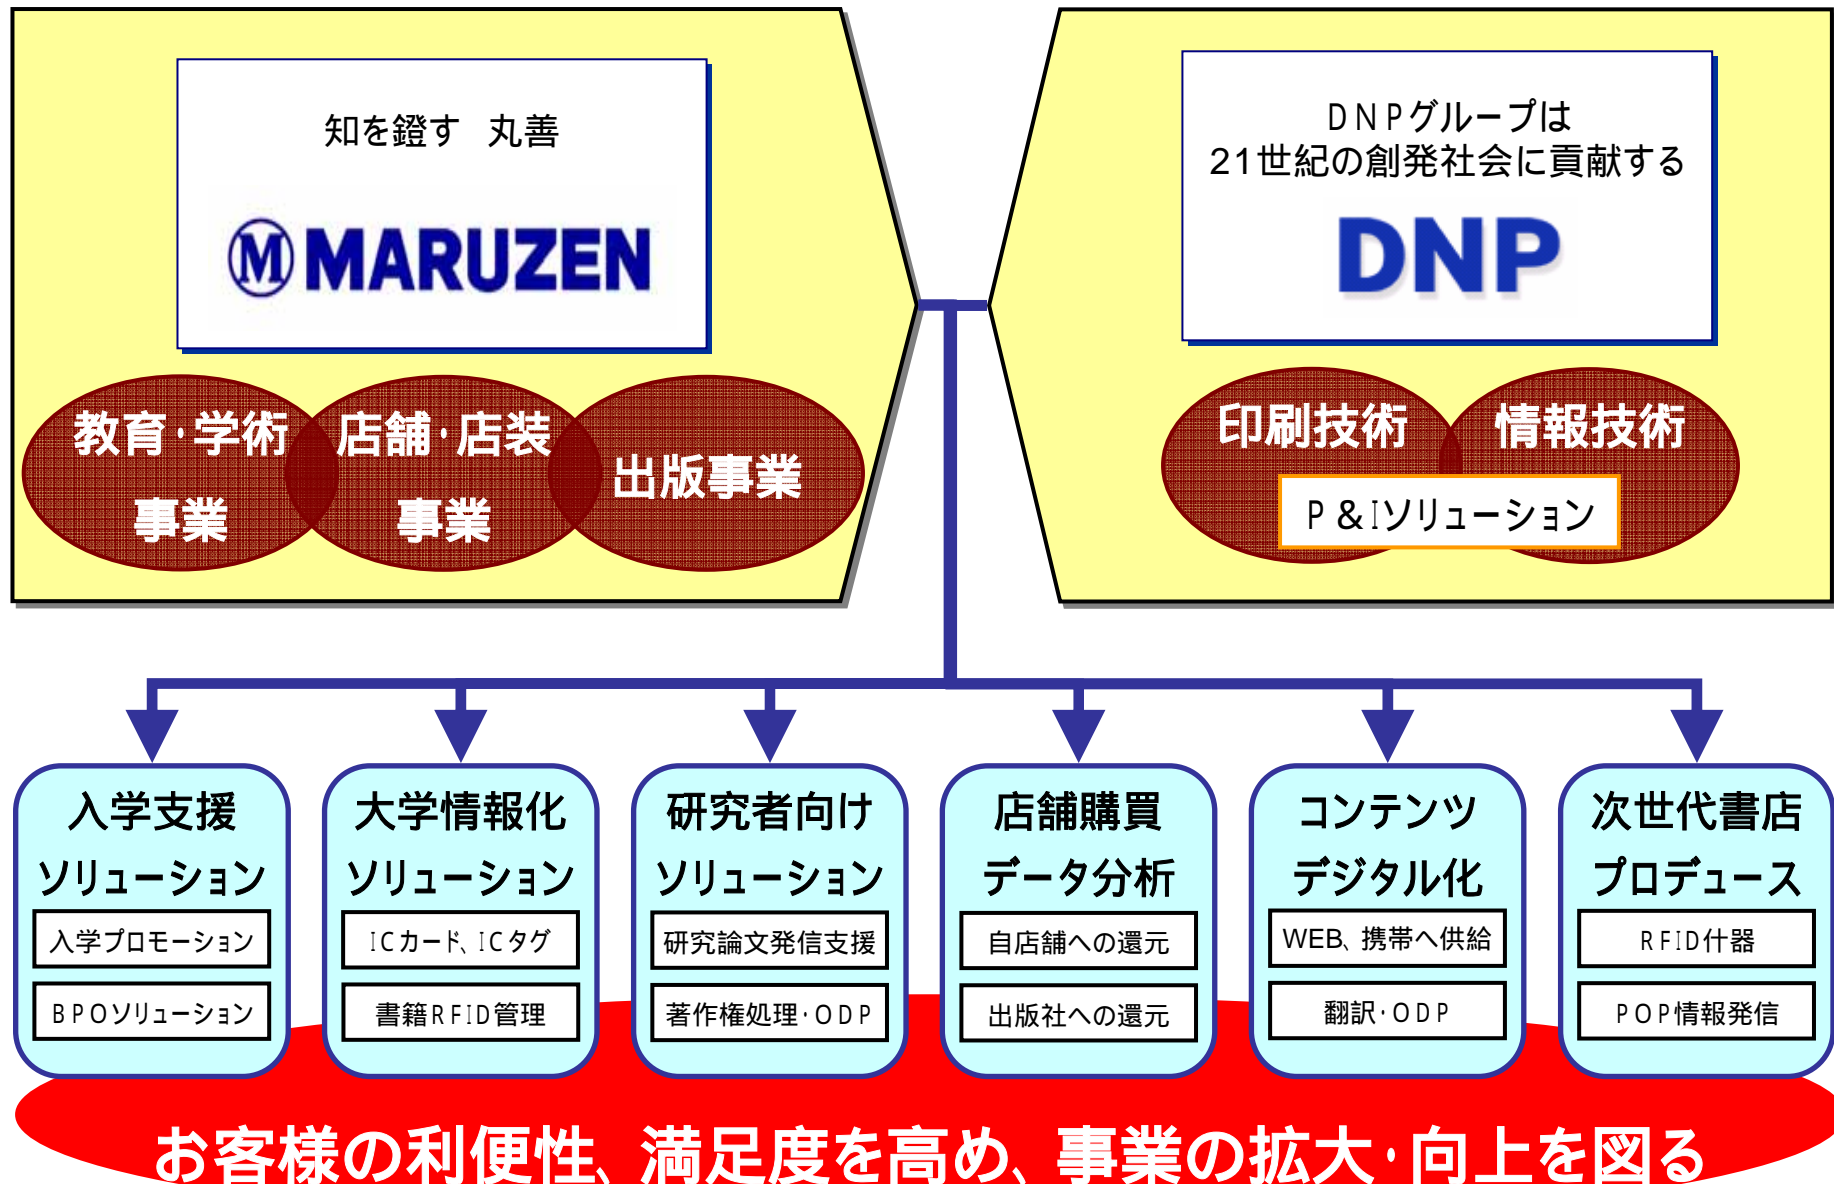 知を鐙す 丸善
M MARUZEN
教育・学術
事業
店舗・店装
事業
出版事業
DNPグループは
21世紀の創発社会に貢献する
DNP
印刷技術
情報技術
P&Iソリューション
入学支援
ソリューション
入学プロモーション
BPOソリューション
大学情報化
ソリューション
ICカード、ICタグ
書籍RFID管理
研究者向け
ソリューション
研究論文発信支援
著作権処理・ODP
店舗購買
データ分析
自店舗への還元
出版社への還元
コンテンツ
デジタル化
WEB、携帯へ供給
翻訳・ODP
次世代書店
プロデュース
RFID什器
POP情報発信
お客様の利便性、満足度を高め、事業の拡大・向上を図る